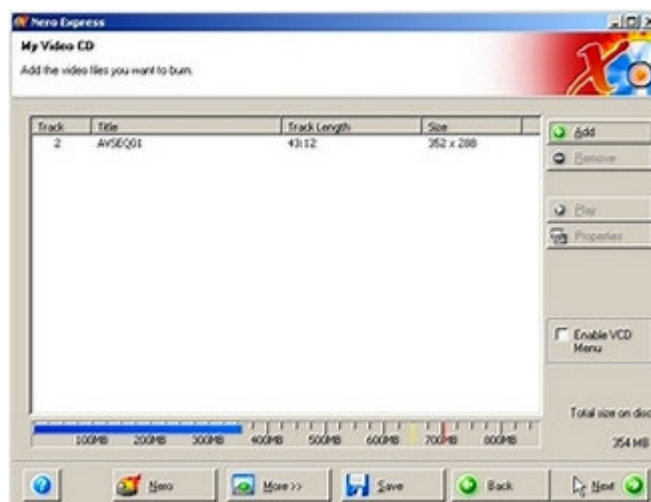 Nero Express
My Video CD
Add the video files you want to burn.
Track Title Track Length Size
2 AVSEQ01 43:12 352 x 288
Add
Remove
Play
Properties
Enable VCD
Menu
Total size on disc
354 MB
100MB 200MB 300MB 400MB 500MB 600MB 700MB 800MB
Nero More >> Save Back Next